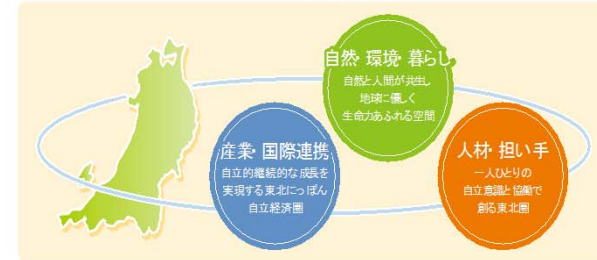 自然・環境・暮らし
自然と人間が共生し
地球に優しく
生命力あふれる空間
産業・国際連携
自立的継続的な成長を
実現する東北にっぽん
自立経済圏
人材・担い手
一人ひとりの
自立意識と協働で
創る東北圏